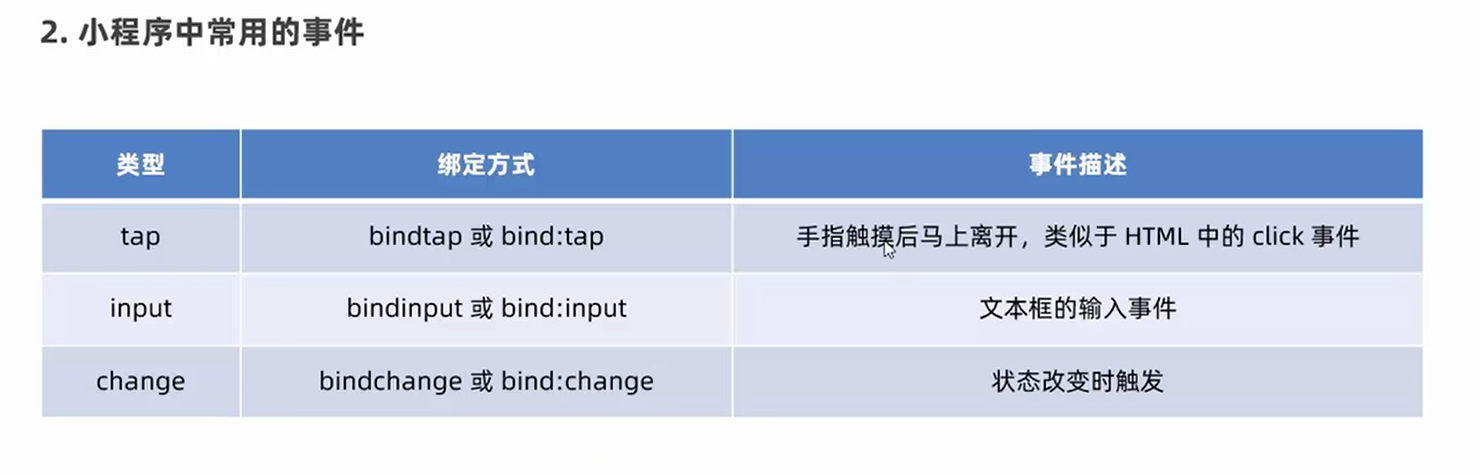 2. 小程序中常用的事件
类型 绑定方式 事件描述
tap bindtap 或 bind:tap 手指触摸后马上离开，类似于 HTML 中的 click 事件
input bindinput 或 bind:input 文本框的输入事件
change bindchange 或 bind:change 状态改变时触发